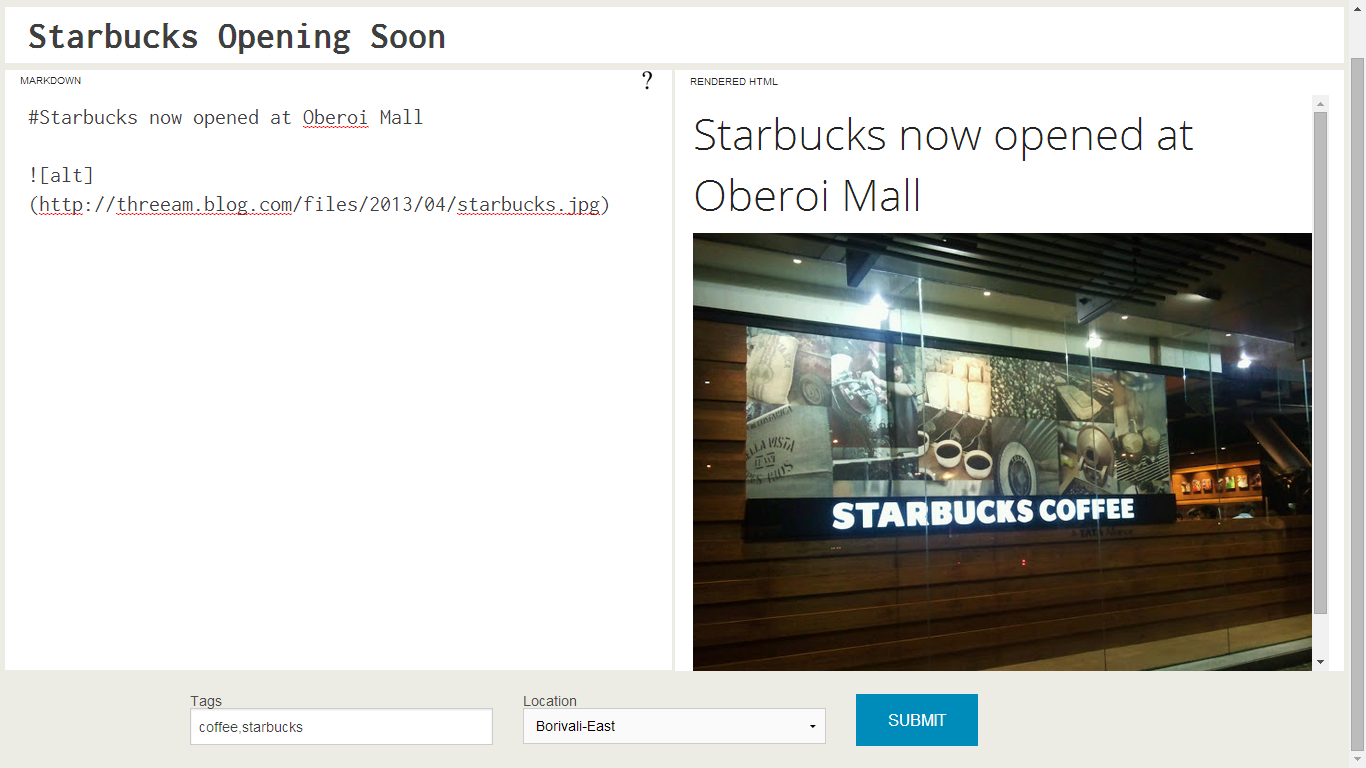 Starbucks Opening Soon
MARKDOWN
?
#Starbucks now opened at Oberoi Mall
![alt]
(http://threeam.blog.com/files/2013/04/starbucks.jpg)
RENDERED HTML
Starbucks now opened at
Oberoi Mall
STARBUCKS COFFEE
Tags
coffee,starbucks
Location
Borivali-East
SUBMIT